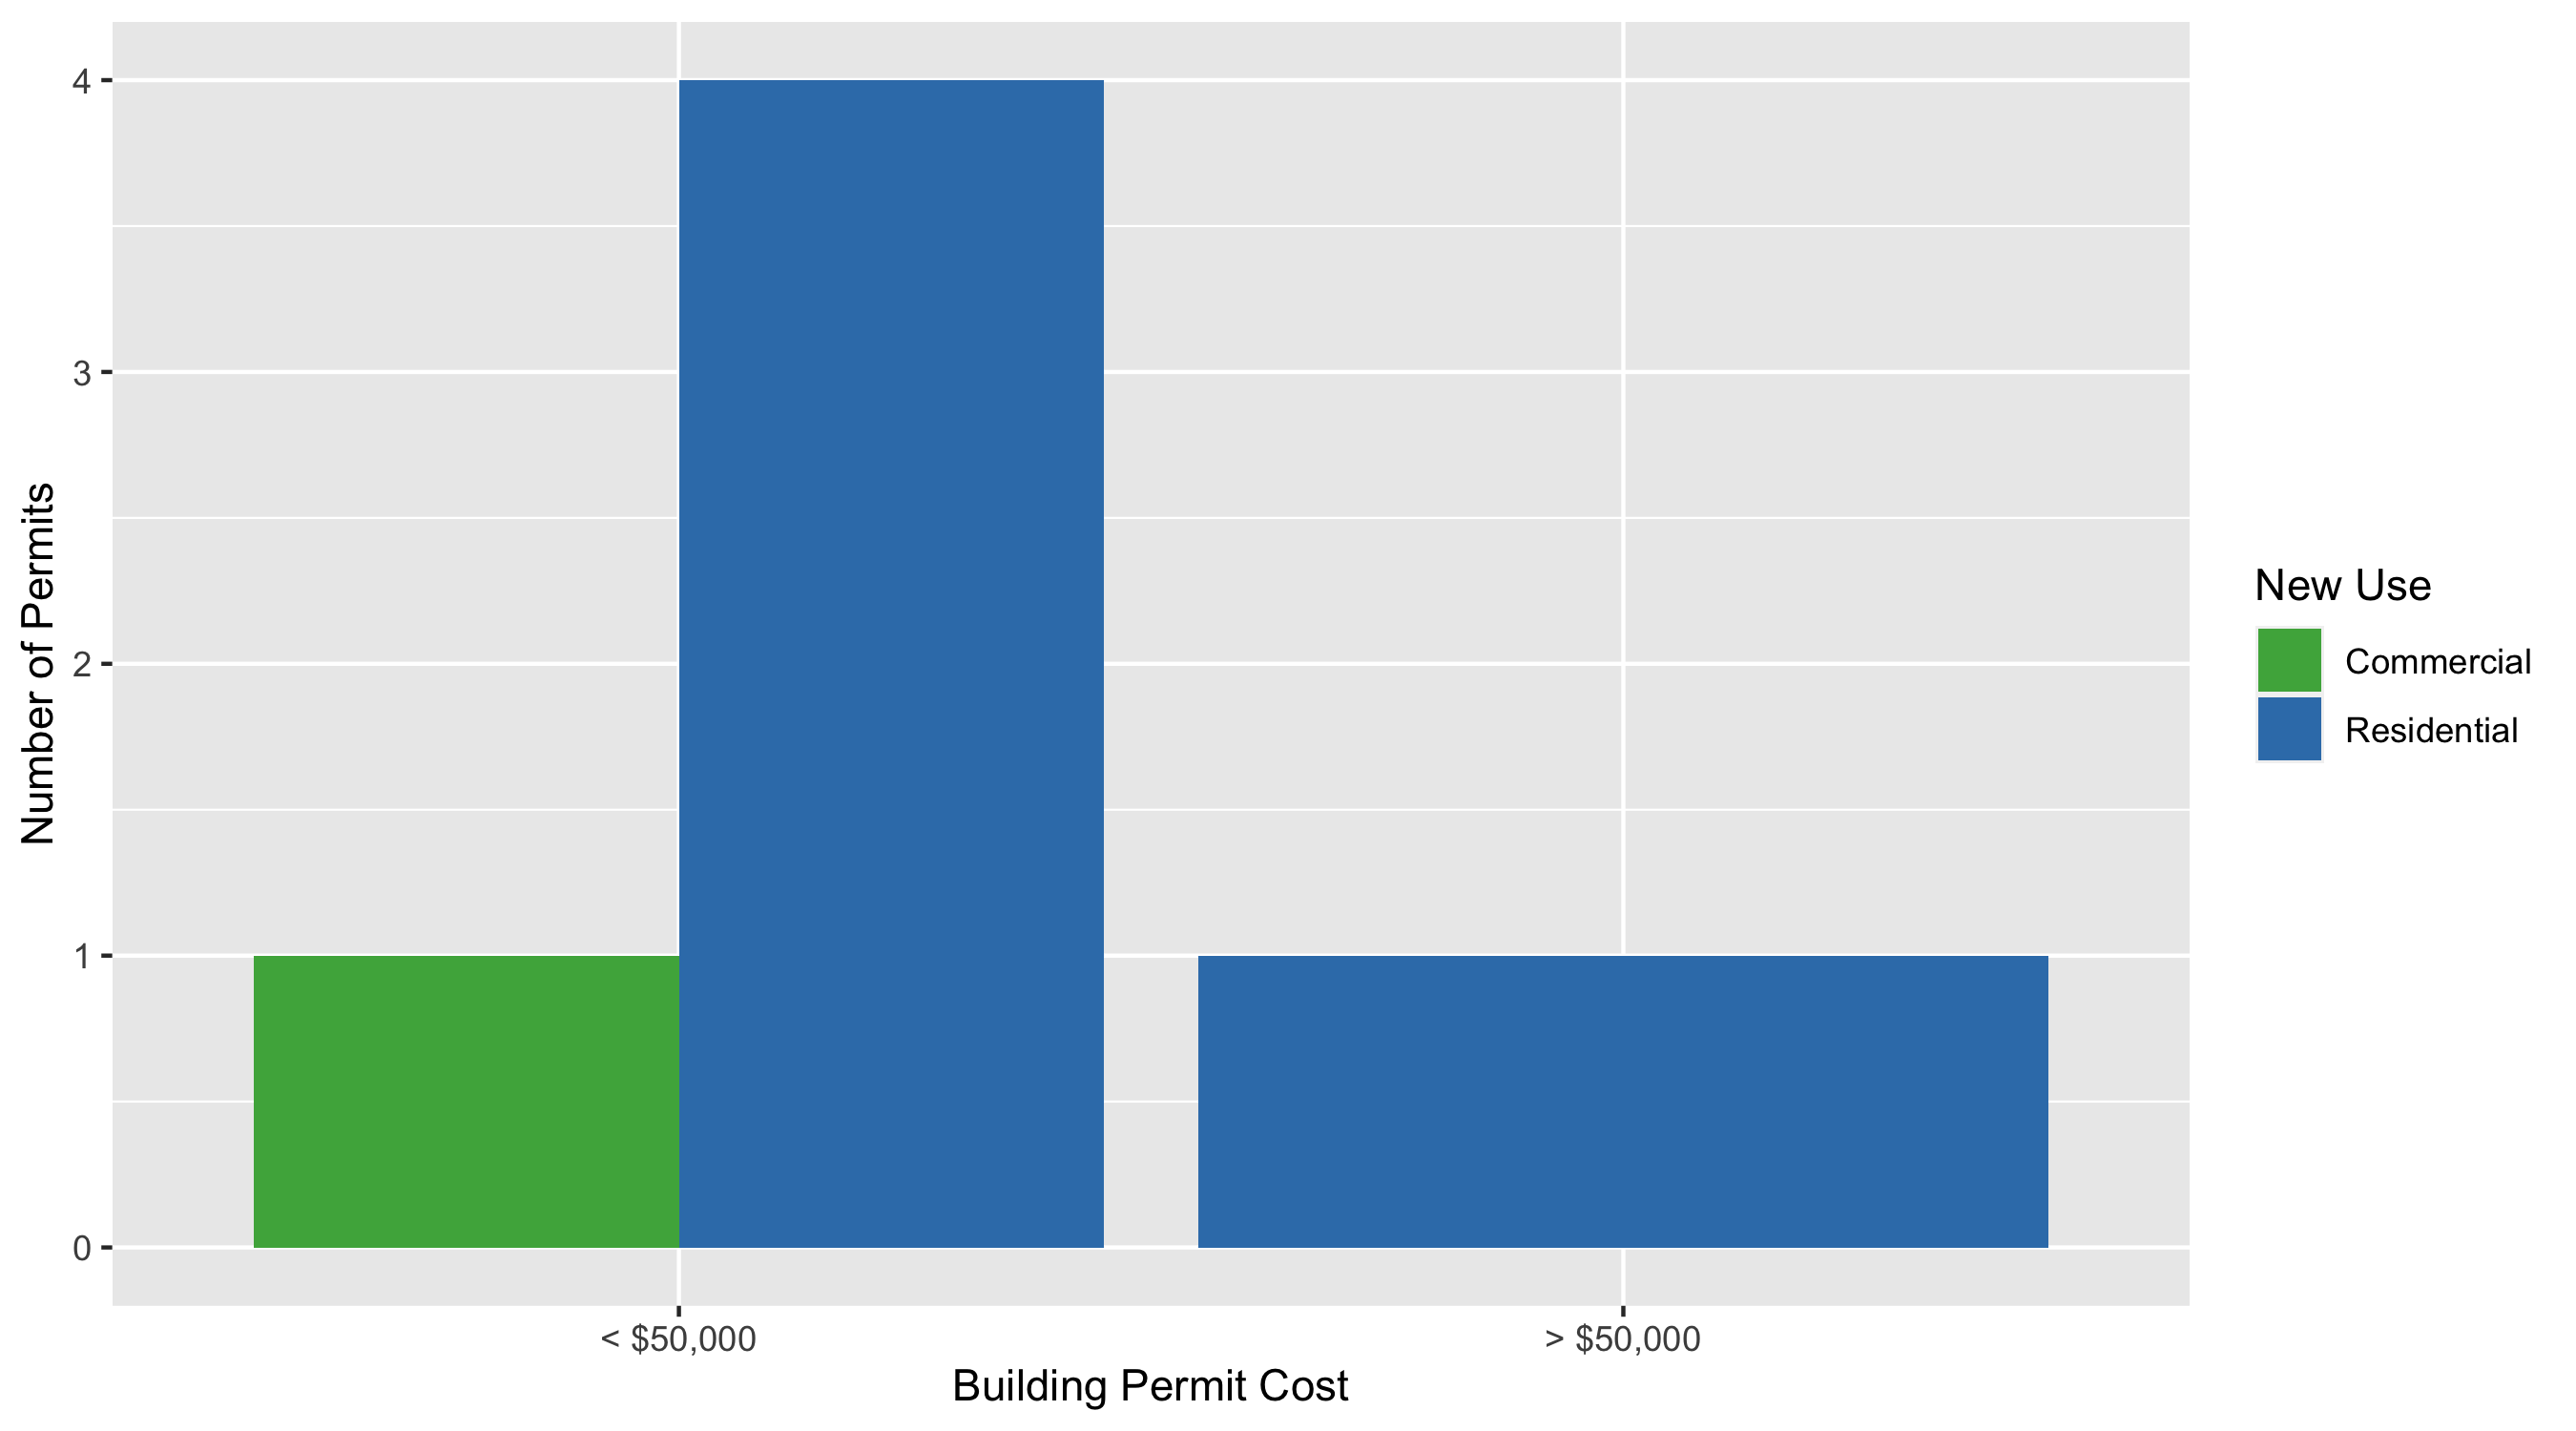 Number of Permits
4
3
2
1
0
< $50,000
> $50,000
Building Permit Cost
New Use
Commercial
Residential